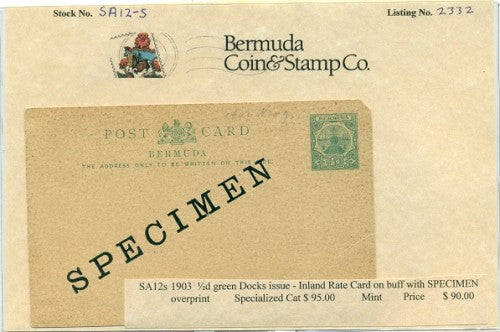 Stock No. SA12-S
Listing No. 2332
Bermuda
Coin&Stamp Co.
POST CARD
BERMUDA
THE ADDRESS ONLY TO BE WRITTEN ON THIS SIDE.
BERMUDA
SPECIMEN
SA12s 1903 ½d green Docks issue - Inland Rate Card on buff with SPECIMEN
overprint Specialized Cat $ 95.00 Mint Price $ 90.00